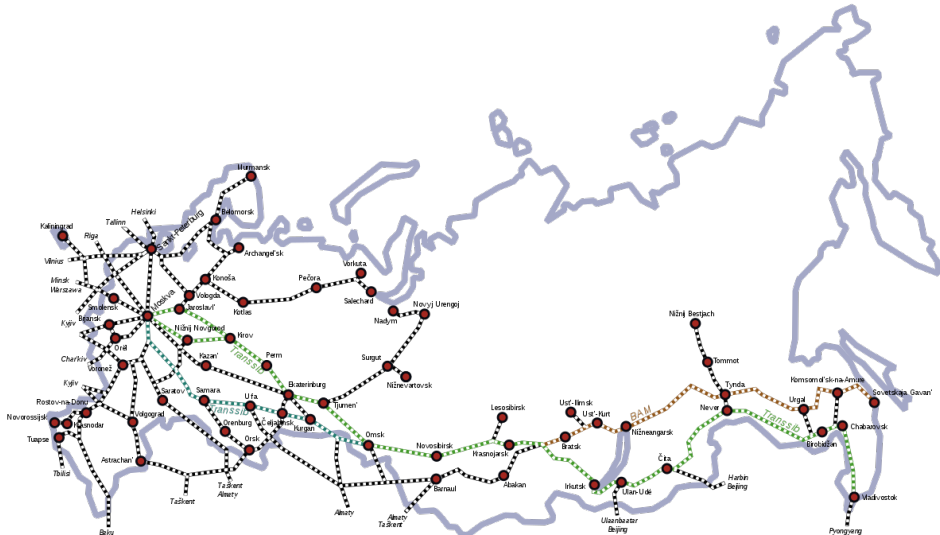 Murmansk
Helsinki
Tallinn
Sankt-Peterburg
Belomorsk
Kaliningrad
Riga
Vilnius
Archangel'sk
Minsk
Warszawa
Konoša
Pečora
Vorkuta
Salechard
Vologda
Kotlas
Smolensk
Moskva
Jaroslavl'
Novyj Urengoj
Nadym
Brjansk
Kyjiv
Nižnij Novgorod
Kirov
Nižnij Bestjach
Orël
Charkiv
Voronež
Kazan'
Transsib
Perm
Surgut
Nižnevartovsk
Tommot
Kyjiv
Rostov-na-Donu
Novorossijsk
Krasnodar
Tuapse
Tbilisi
Saratov
Samara
Ufa
Transsib
Ekaterinburg
Tjumen'
Volgograd
Orenburg
Orsk
Čeljabinsk
Kurgan
Omsk
Lesosibirsk
Ust'-Ilimsk
Ust'-Kurt
BAM
Tynda
Never
Transsib
Urgal
Komsomol'sk-na-Amure
Sovetskaja Gavan'
Novosibirsk
Krasnojarsk
Bratsk
Nižneangarsk
Birobidžan
Chabarovsk
Astrachan'
Taškent
Taškent
Almaty
Almaty
Almaty
Taškent
Barnaul
Abakan
Irkutsk
Ulan-Udė
Čita
Harbin
Beijing
Ulaanbaatar
Beijing
Vladivostok
Pyongyang
Baku